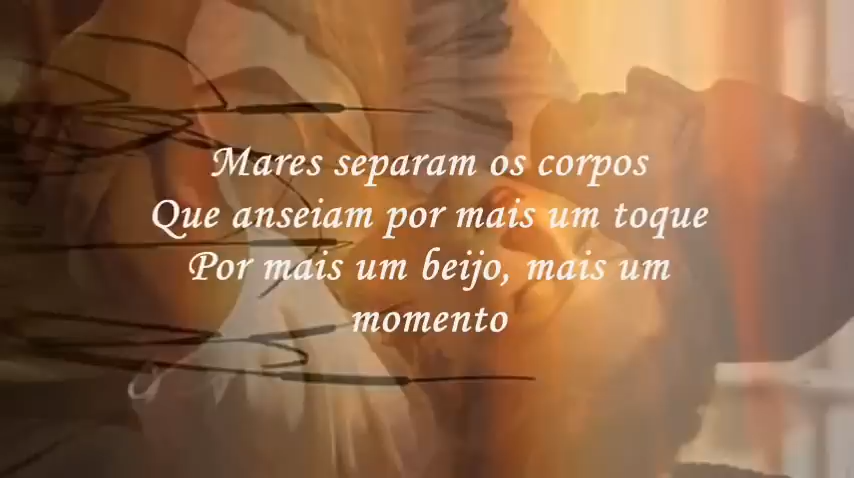 Mares separam os corpos
Que anseiam por mais um toque
Por mais um beijo, mais um
momento